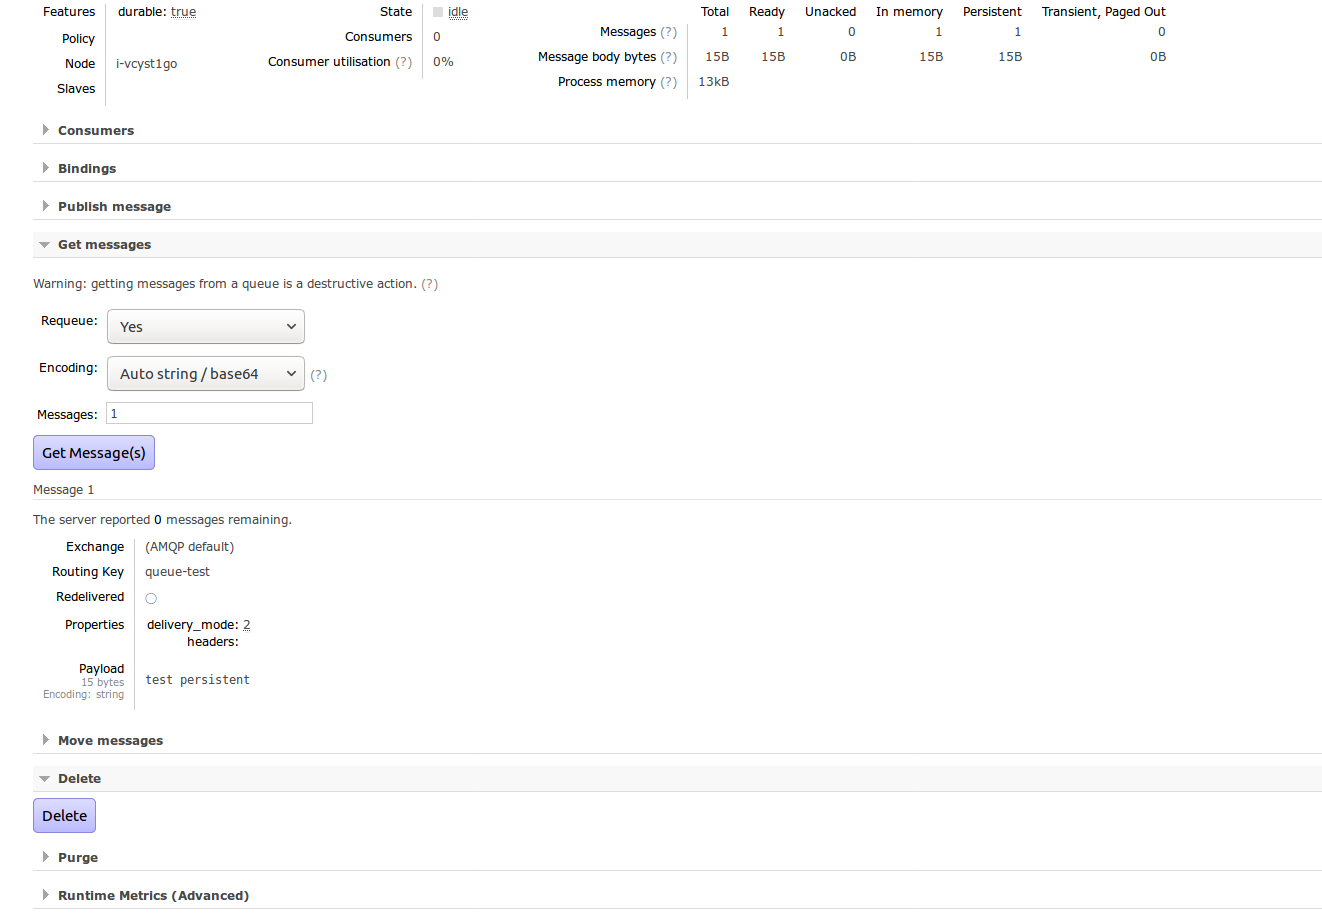 Features durable: true State idle Total Ready Unacked In memory Persistent Transient, Paged Out
Policy Consumers 0 Messages (?) 1 1 0 1 1 0
Node i-vcyst1go Consumer utilisation (?) 0% Message body bytes (?) 15B 15B 0B 15B 15B 0B
Slaves Process memory (?) 13kB
Consumers
Bindings
Publish message
Get messages
Warning: getting messages from a queue is a destructive action. (?)
Requeue: Yes
Encoding: Auto string / base64 (?)
Messages: 1
Get Message(s)
Message 1
The server reported 0 messages remaining.
Exchange (AMQP default)
Routing Key queue-test
Redelivered
Properties delivery_mode: 2
headers:
Payload
15 bytes
Encoding: string
test persistent
Move messages
Delete
Delete
Purge
Runtime Metrics (Advanced)